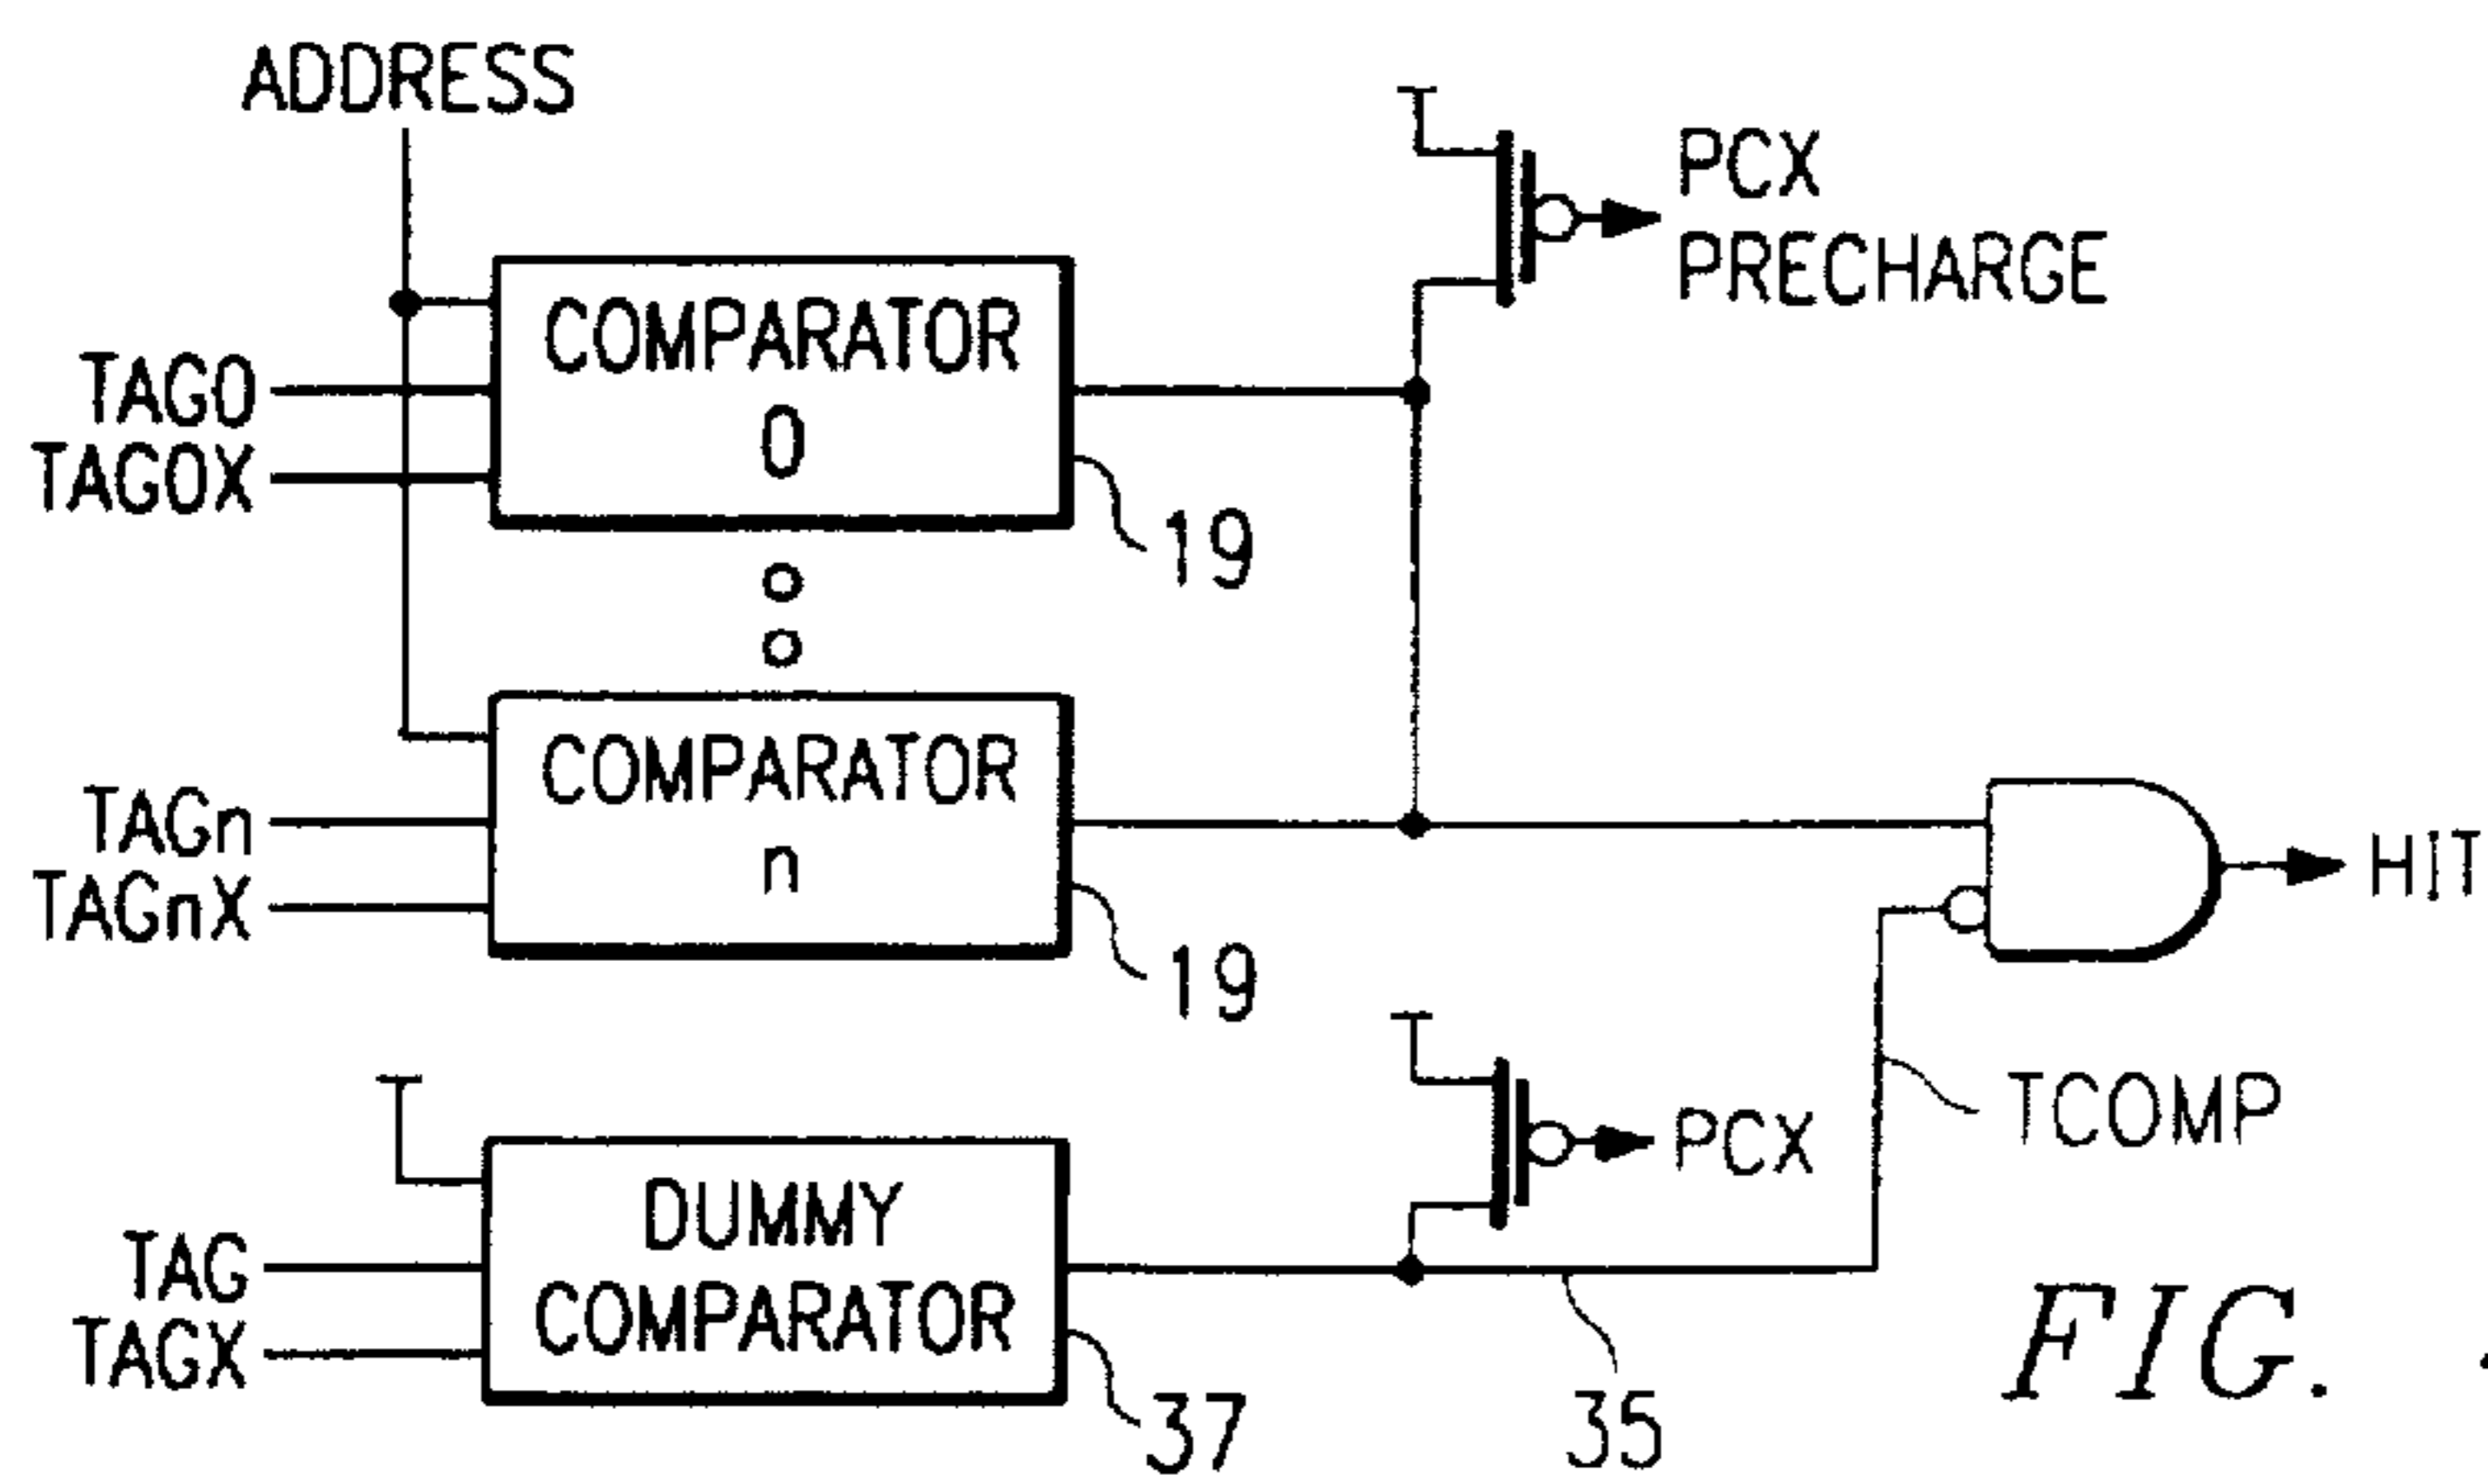 ADDRESS
PCX
PRECHARGE
COMPARATOR
0
TAG0
TAG0X
19
COMPARATOR
n
TAGn
TAGnX
19
HIT
TCOMP
PCX
DUMMY
COMPARATOR
TAG
TAGX
37
35
FIG.